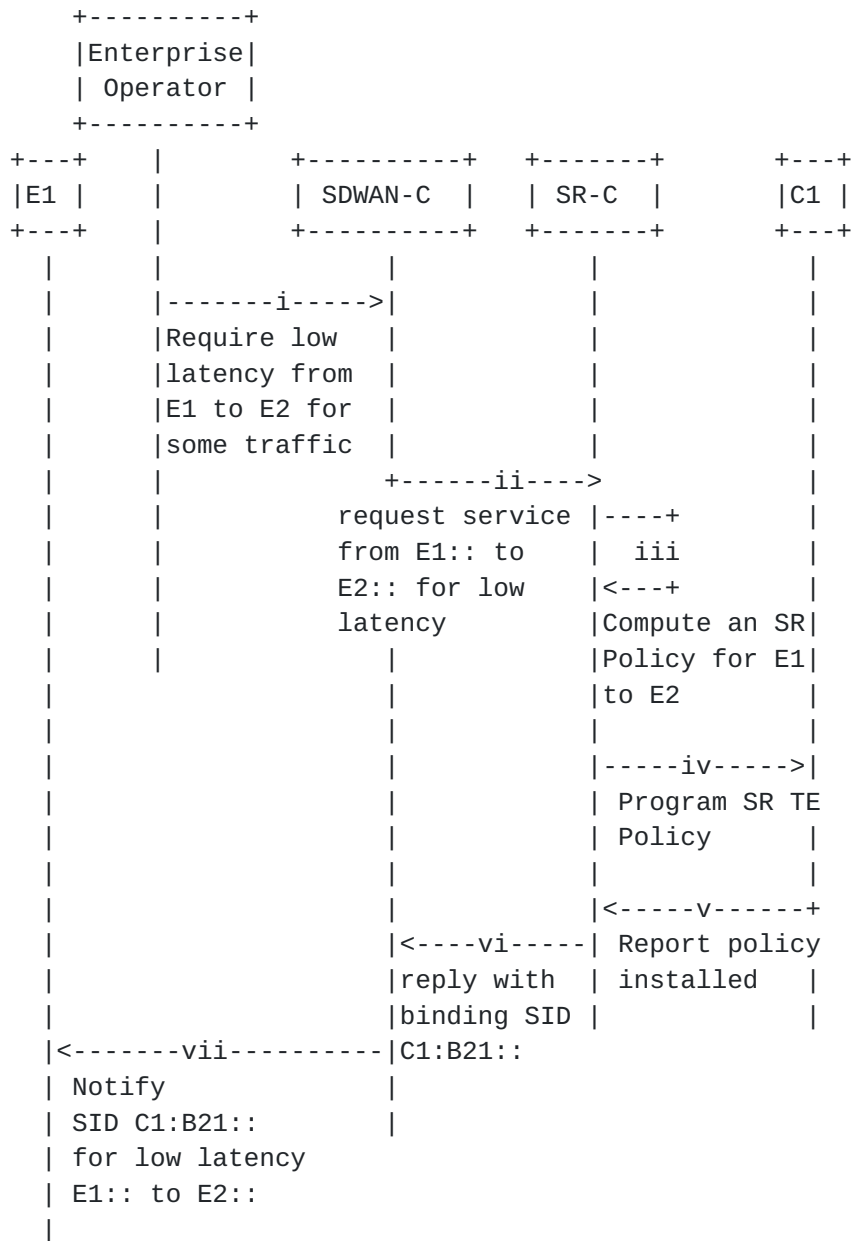 +----------+
    |Enterprise|
    | Operator |
    +----------+
+---+    |       +----------+   +-------+       +---+
|E1 |    |       | SDWAN-C  |   | SR-C  |       |C1 |
+---+    |       +----------+   +-------+       +---+
  |      |             |           |            |
  |      |-------i----->|           |            |
  |      |Require low   |           |            |
  |      |latency from  |           |            |
  |      |E1 to E2 for  |           |            |
  |      |some traffic  |           |            |
  |      |             +------ii---->            |
  |      |          request service |----+       |
  |      |          from E1:: to    |  iii       |
  |      |          E2:: for low    |<---+       |
  |      |          latency        |Compute an SR|
  |      |             |           |Policy for E1|
  |                    |           |to E2        |
  |                    |           |            |
  |                    |           |-----iv----->|
  |                    |           | Program SR TE
  |                    |           | Policy      |
  |                    |           |            |
  |                    |           |<-----v------+
  |                    |<----vi-----| Report policy
  |                    |reply with  | installed   |
  |                    |binding SID |            |
  |<-------vii----------|C1:B21::
  | Notify             |
  | SID C1:B21::       |
  | for low latency
  | E1:: to E2::
  |